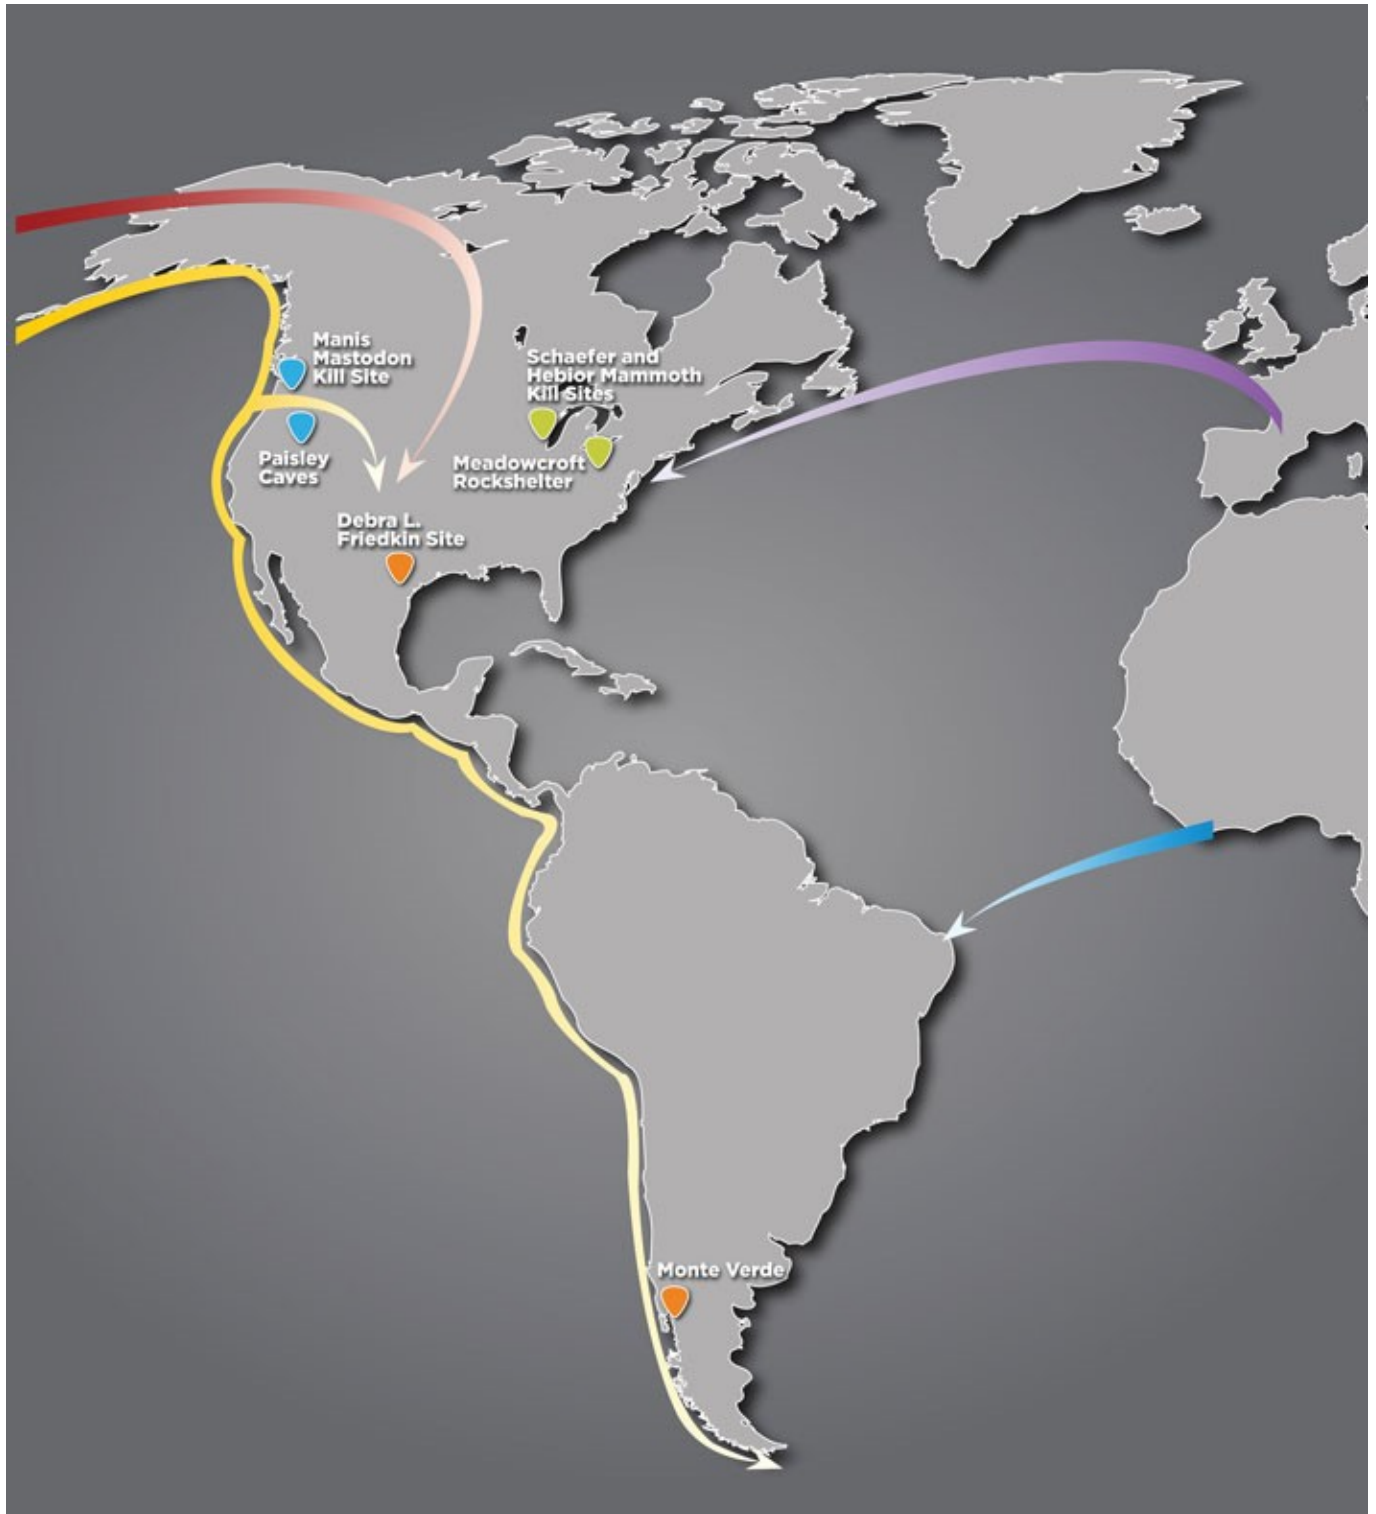 Manis
Mastodon
Kill Site
Schaefer and
Hebior Mammoth
Kill Sites
Paisley
Caves
Meadowcroft
Rockshelter
Debra L.
Friedkin Site
Monte Verde